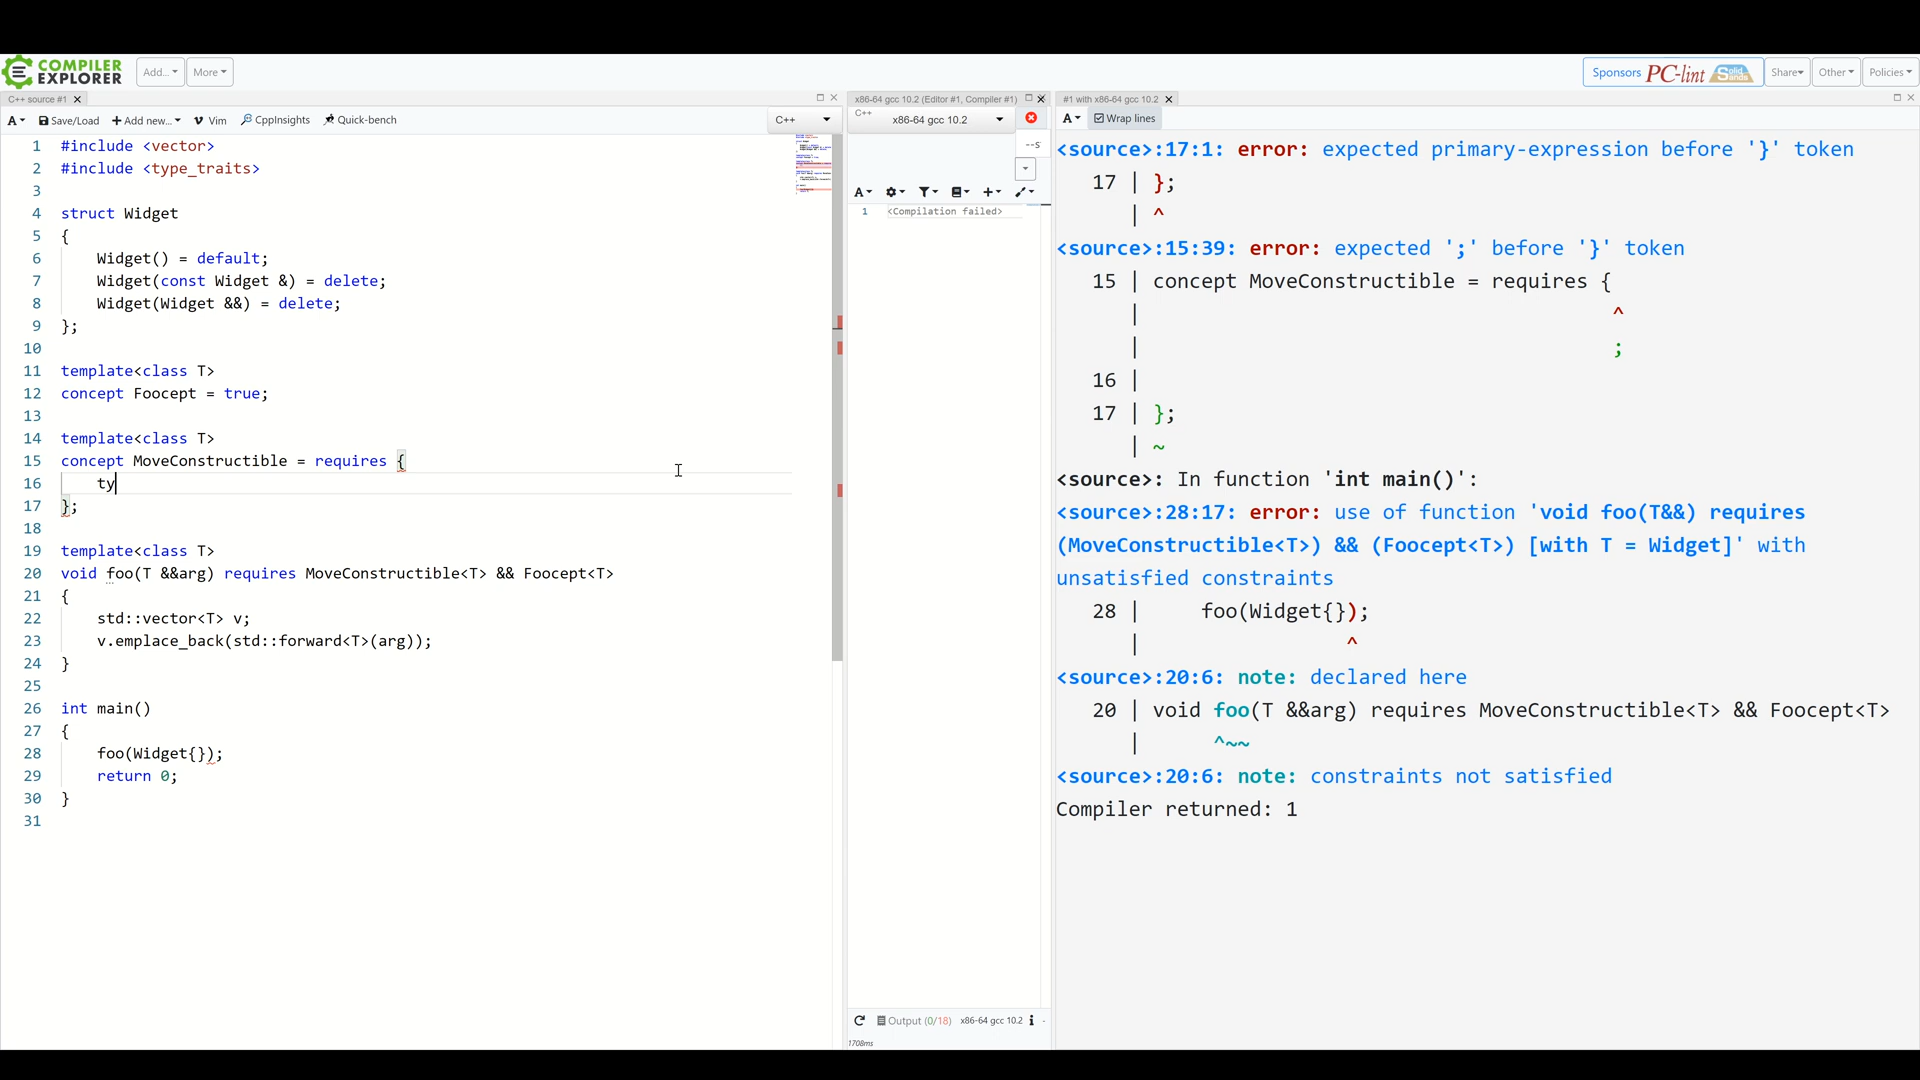 COMPILER
EXPLORER
Add...
More
Sponsors PC-lint Solid Sands
Share
Other
Policies
C++ source #1
A
Save/Load
Add new...
Vim
CppInsights
Quick-bench
C++
1 #include <vector>
2 #include <type_traits>
3
4 struct Widget
5 {
6     Widget() = default;
7     Widget(const Widget &) = delete;
8     Widget(Widget &&) = delete;
9 };
10
11 template<class T>
12 concept Foocept = true;
13
14 template<class T>
15 concept MoveConstructible = requires {
16     ty
17 };
18
19 template<class T>
20 void foo(T &&arg) requires MoveConstructible<T> && Foocept<T>
21 {
22     std::vector<T> v;
23     v.emplace_back(std::forward<T>(arg));
24 }
25
26 int main()
27 {
28     foo(Widget{});
29     return 0;
30 }
31
x86-64 gcc 10.2 (Editor #1, Compiler #1)
C++
x86-64 gcc 10.2
--s
A
1 <Compilation failed>
Output (0/18) x86-64 gcc 10.2 i -
1708ms
#1 with x86-64 gcc 10.2
A
Wrap lines
<source>:17:1: error: expected primary-expression before '}' token
17 | };
| ^
<source>:15:39: error: expected ';' before '}' token
15 | concept MoveConstructible = requires {
| ^
| ;
16 |
17 | };
| ~
<source>: In function 'int main()':
<source>:28:17: error: use of function 'void foo(T&&) requires
(MoveConstructible<T>) && (Foocept<T>) [with T = Widget]' with
unsatisfied constraints
28 |     foo(Widget{});
| ^
<source>:20:6: note: declared here
20 | void foo(T &&arg) requires MoveConstructible<T> && Foocept<T>
| ^~~
<source>:20:6: note: constraints not satisfied
Compiler returned: 1